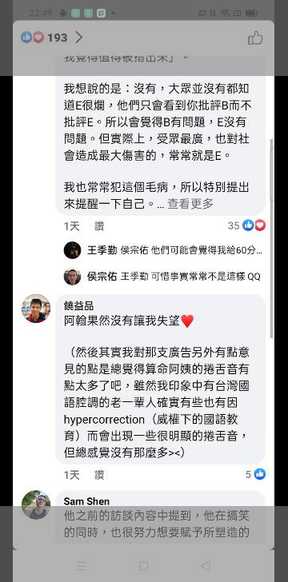 22:49
193
我覺得值得被指出來」。
我想說的是：沒有，大眾並沒有都知
道E很爛，他們只會看到你批評B而不
批評E。所以會覺得B有問題，E沒有
問題。但實際上，受眾最廣，也對社
會造成最大傷害的，常常就是E。
我也常常犯這個毛病，所以特別提出
來提醒一下自己。... 查看更多
1天 讚 35
王季勤 侯宗佑 他們可能會覺得我給60分...
侯宗佑 王季勤 可惜事實常常不是這樣 QQ
饒益品
阿翰果然沒有讓我失望❤️
（然後其實我對那支廣告另外有點意
見的點是總覺得算命阿姨的捲舌音有
點太多了吧，雖然我印象中有台灣國
語腔調的老一輩人確實有些也有因
hypercorrection（威權下的國語教
育）而會出現一些很明顯的捲舌音，
但總感覺沒有那麼多><）
1天 讚 5
Sam Shen
他之前的訪談內容中提到，他在搞笑
的同時，也很努力想要賦予所塑造的